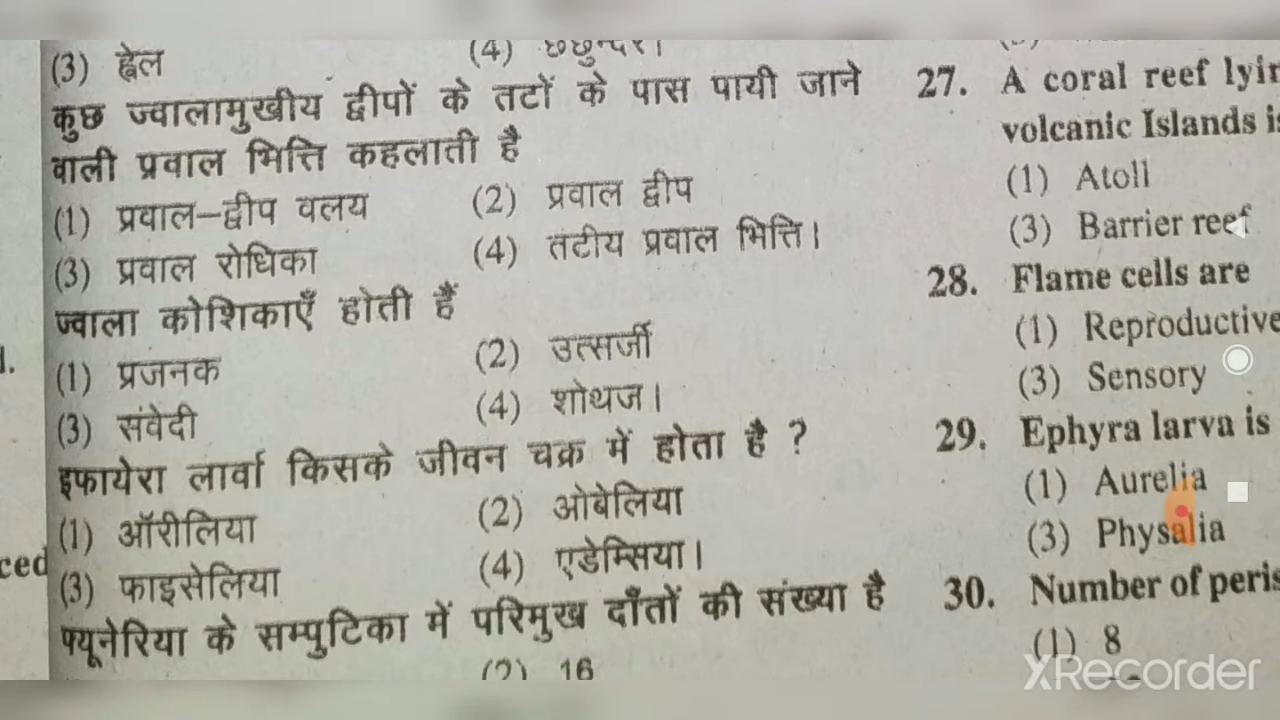 (3) ह्वेल
(4) छछुन्दर।
कुछ ज्वालामुखीय द्वीपों के तटों के पास पायी जाने
वाली प्रवाल भित्ति कहलाती है
(1) प्रवाल–द्वीप वलय
(2) प्रवाल द्वीप
(3) प्रवाल रोधिका
(4) तटीय प्रवाल भित्ति।
ज्वाला कोशिकाएँ होती हैं
(1) प्रजनक
(2) उत्सर्जी
(3) संवेदी
(4) शोथज।
इफायेरा लार्वा किसके जीवन चक्र में होता है ?
(1) ऑरीलिया
(2) ओबेलिया
(3) फाइसेलिया
(4) एडेम्सिया।
फ्यूनेरिया के सम्पुटिका में परिमुख दाँतों की संख्या है
(2) 16
ced
27. A coral reef lyin
volcanic Islands is
(1) Atoll
(3) Barrier reef
28. Flame cells are
(1) Reproductive
(3) Sensory
29. Ephyra larva is
(1) Aurelia
(3) Physalia
30. Number of peris
(1) 8
XRecorder